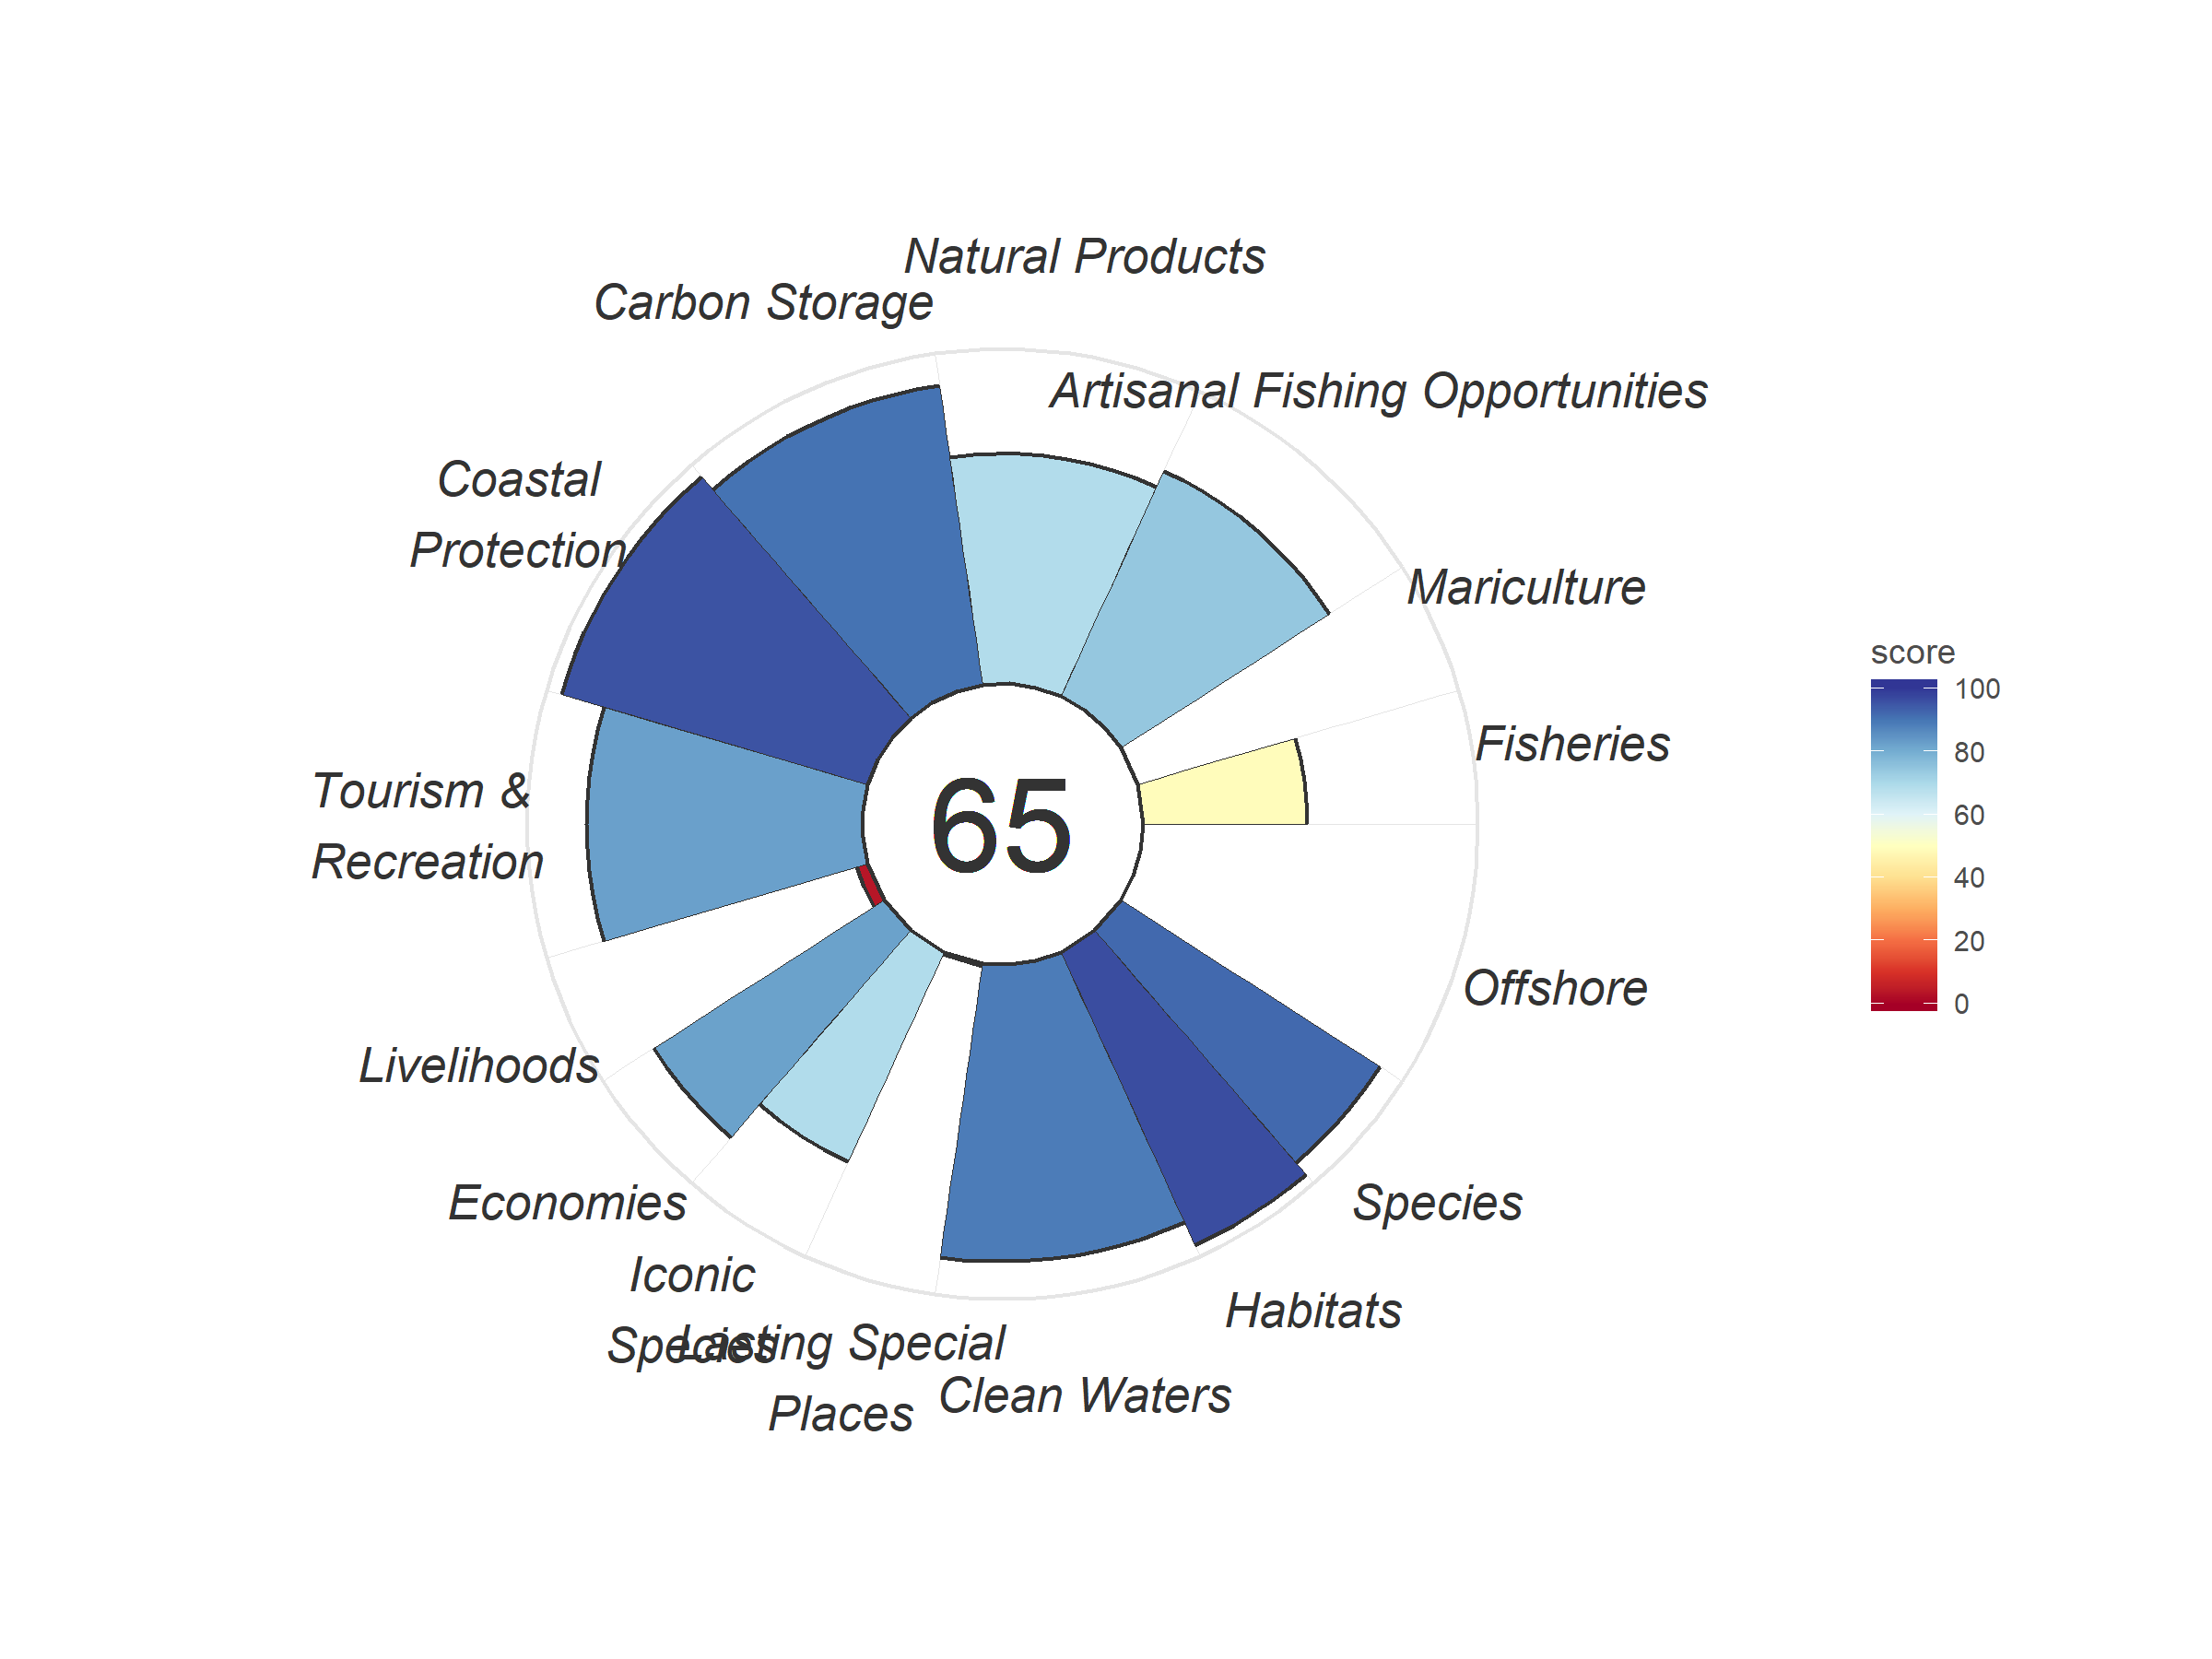 Natural Products
Carbon Storage
Artisanal Fishing Opportunities
Coastal
Protection
Mariculture
Fisheries
Tourism &
Recreation
65
Offshore
Livelihoods
Economies
Species
Iconic
Species
Habitats
Lasting Special
Places
Clean Waters
score
100
80
60
40
20
0